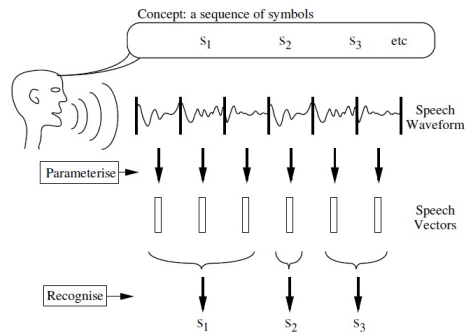 Concept: a sequence of symbols
S1 S2 S3 etc
Speech
Waveform
Parameterise
Speech
Vectors
Recognise
S1 S2 S3